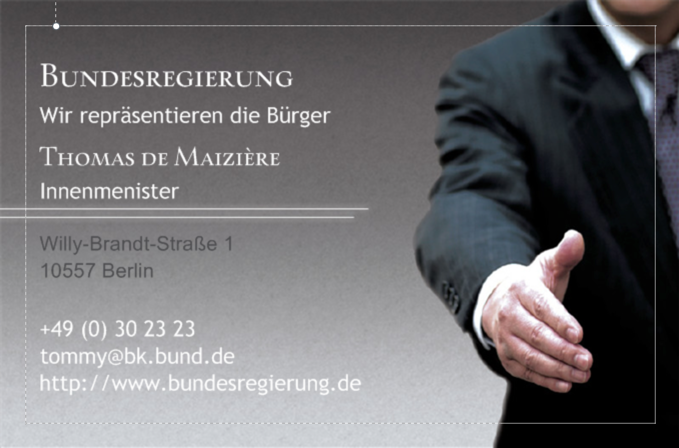 Bundesregierung
Wir repräsentieren die Bürger
Thomas de Maizière
Innenmenister
Willy-Brandt-Straße 1
10557 Berlin
+49 (0) 30 23 23
tommy@bk.bund.de
http://www.bundesregierung.de